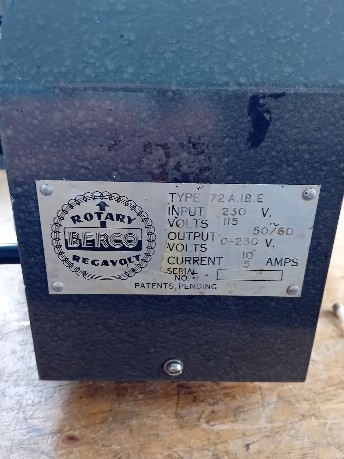 ROTARY
BERCO
REGAVOLT
TYPE 72A.18.E
INPUT 230 V.
VOLTS 115
50/60
OUTPUT
VOLTS 0-230 V.
CURRENT 10
5 AMPS
SERIAL
NO.
PATENTS, PENDING